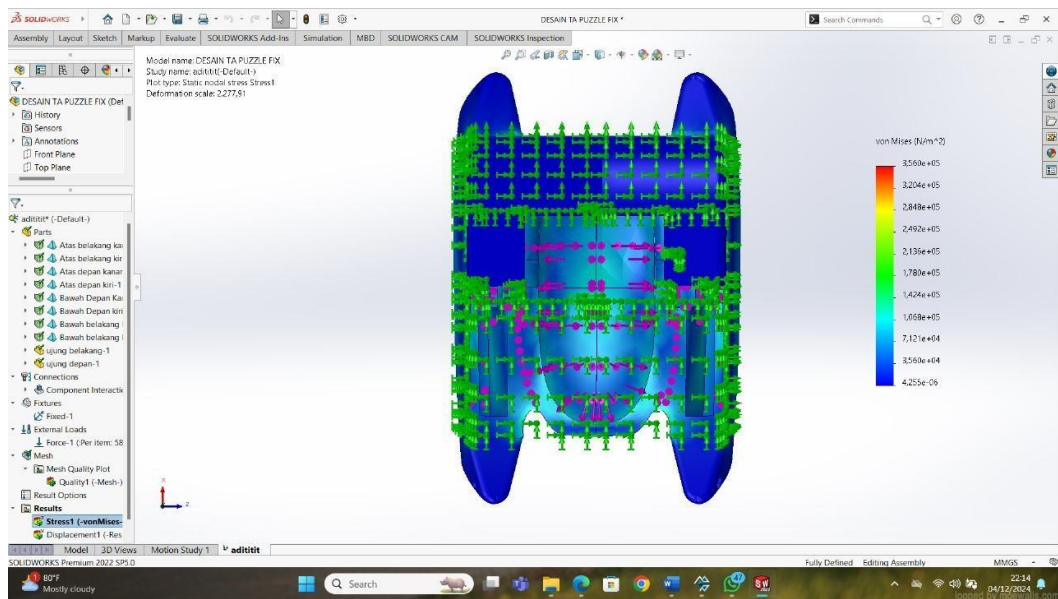 SOLIDWORKS
DESAIN TA PUZZLE FIX *
Search Commands
Assembly Layout Sketch Markup Evaluate SOLIDWORKS Add-Ins Simulation MBD SOLIDWORKS CAM SOLIDWORKS Inspection
Model name: DESAIN TA PUZZLE FIX
Study name: adititit(-Default-)
Plot type: Static nodal stress Stress1
Deformation scale: 2.277,91
DESAIN TA PUZZLE FIX (Def
History
Sensors
Annotations
Front Plane
Top Plane
adititit* (-Default-)
Parts
Atas belakang ka
Atas belakang kir
Atas depan kanar
Atas depan kiri-1
Bawah Depan Ka
Bawah Depan kiri
Bawah belakang
Bawah belakang
ujung belakang-1
ujung depan-1
Connections
Component Interactio
Fixtures
Fixed-1
External Loads
Force-1 (:Per item: 58
Mesh
Mesh Quality Plot
Quality1 (-Mesh-)
Result Options
Results
Stress1 (-vonMises-
Displacement1 (-Res
von Mises (N/m^2)
3,560e+05
3,204e+05
2,848e+05
2,492e+05
2,136e+05
1,780e+05
1,424e+05
1,068e+05
7,121e+04
3,560e+04
4,255e-06
Model 3D Views Motion Study 1 adititit
SOLIDWORKS Premium 2022 SP5.0
Fully Defined Editing Assembly MMGS
80°F
Mostly cloudy
Search
47
22:14
04/12/2024
looped by moewalls.com